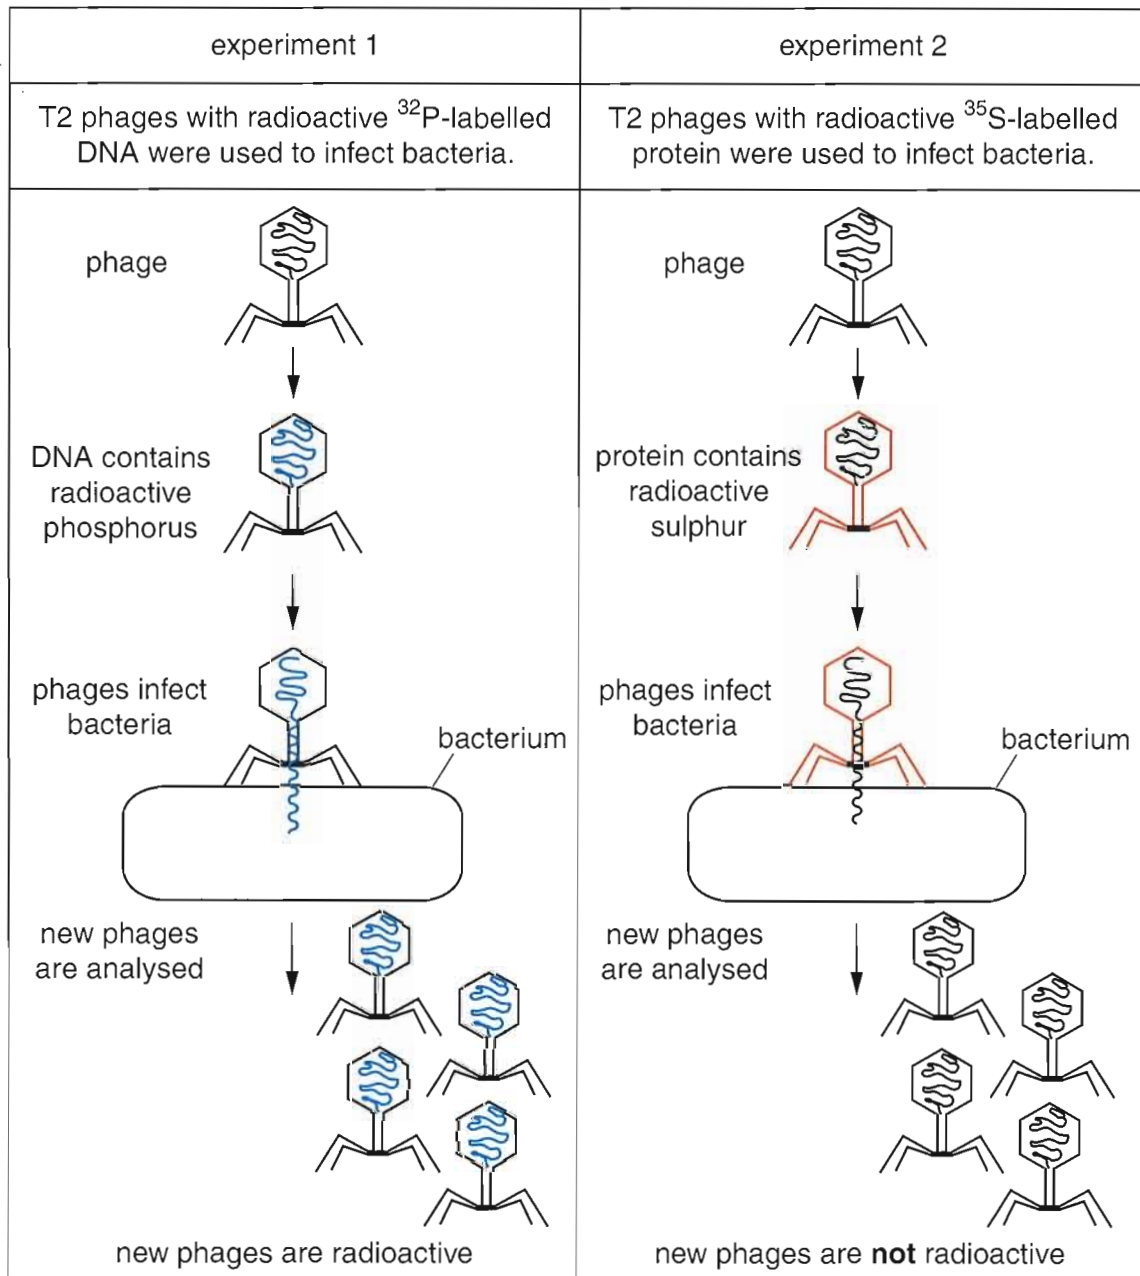 experiment 1
T2 phages with radioactive ³²P-labelled
DNA were used to infect bacteria.
phage
DNA contains
radioactive
phosphorus
phages infect
bacteria
bacterium
new phages
are analysed
new phages are radioactive
experiment 2
T2 phages with radioactive ³⁵S-labelled
protein were used to infect bacteria.
phage
protein contains
radioactive
sulphur
phages infect
bacteria
bacterium
new phages
are analysed
new phages are not radioactive